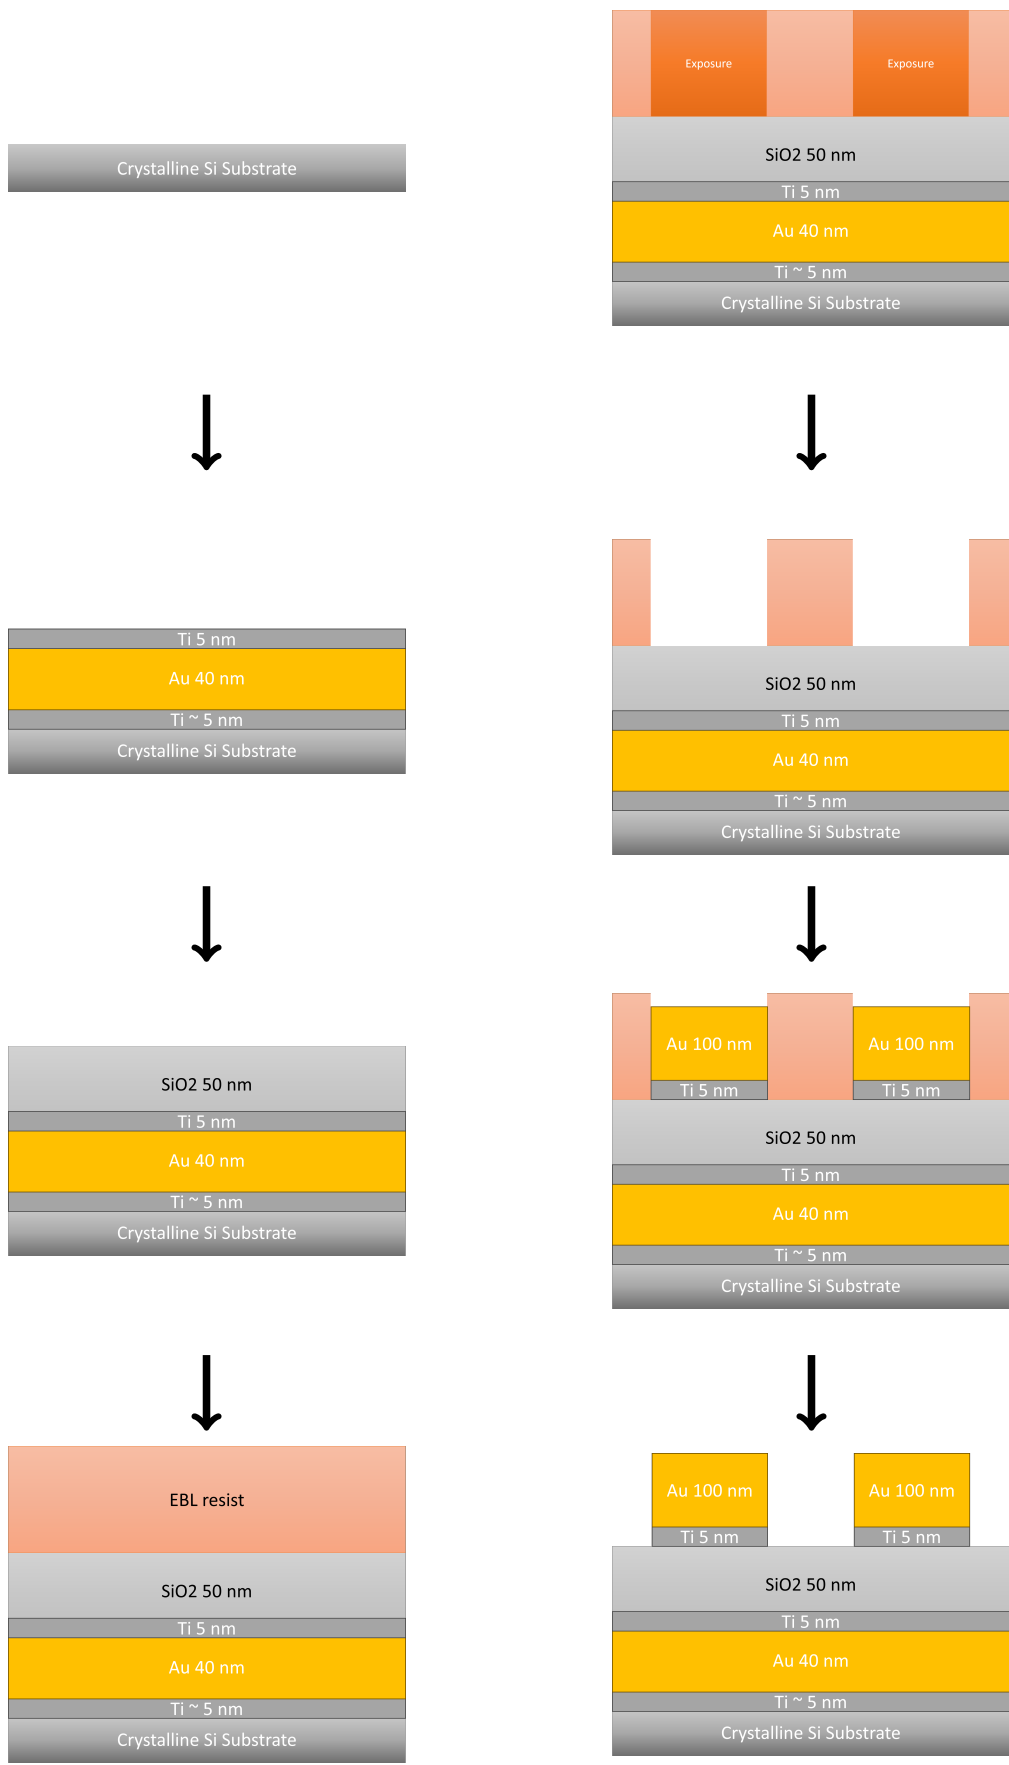 Crystalline Si Substrate
Ti 5 nm
Au 40 nm
Ti ~ 5 nm
Crystalline Si Substrate
SiO2 50 nm
Ti 5 nm
Au 40 nm
Ti ~ 5 nm
Crystalline Si Substrate
EBL resist
SiO2 50 nm
Ti 5 nm
Au 40 nm
Ti ~ 5 nm
Crystalline Si Substrate
Exposure Exposure
SiO2 50 nm
Ti 5 nm
Au 40 nm
Ti ~ 5 nm
Crystalline Si Substrate
SiO2 50 nm
Ti 5 nm
Au 40 nm
Ti ~ 5 nm
Crystalline Si Substrate
Au 100 nm Au 100 nm
Ti 5 nm Ti 5 nm
SiO2 50 nm
Ti 5 nm
Au 40 nm
Ti ~ 5 nm
Crystalline Si Substrate
Au 100 nm Au 100 nm
Ti 5 nm Ti 5 nm
SiO2 50 nm
Ti 5 nm
Au 40 nm
Ti ~ 5 nm
Crystalline Si Substrate